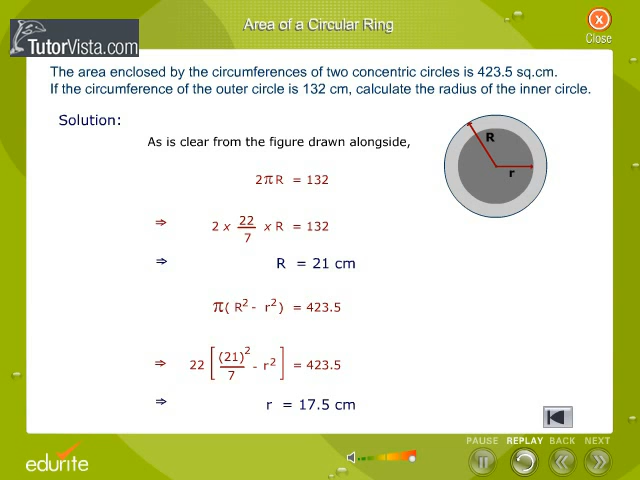 Area of a Circular Ring
Close
TutorVista.com
The area enclosed by the circumferences of two concentric circles is 423.5 sq.cm.
If the circumference of the outer circle is 132 cm, calculate the radius of the inner circle.
Solution:
As is clear from the figure drawn alongside,
R
r
2πR = 132
⇒ 2 x 22/7 x R = 132
⇒ R = 21 cm
π( R² - r²) = 423.5
⇒ 22 [ (21)²/7 - r² ] = 423.5
⇒ r = 17.5 cm
PAUSE REPLAY BACK NEXT
edurite